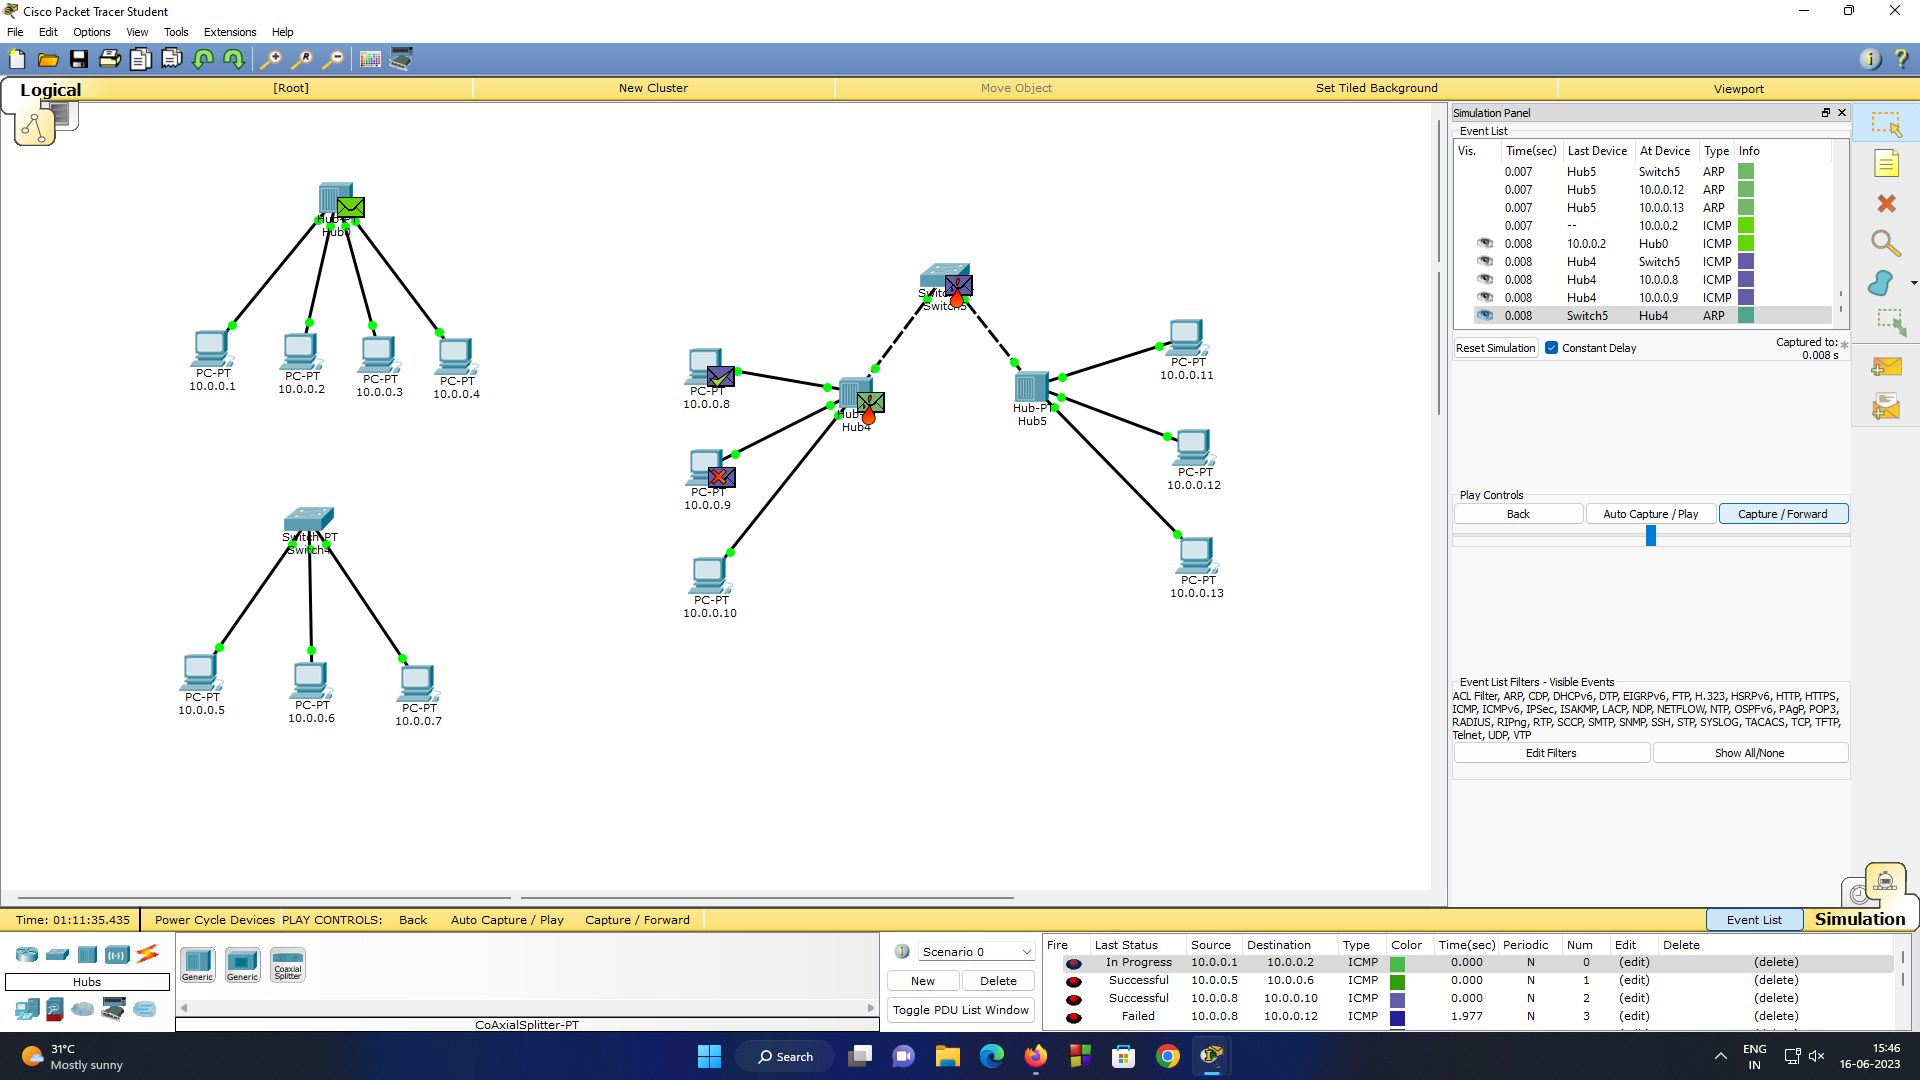 Cisco Packet Tracer Student
File Edit Options View Tools Extensions Help
Logical [Root] New Cluster Move Object Set Tiled Background Viewport
Hub0
PC-PT
10.0.0.1
PC-PT
10.0.0.2
PC-PT
10.0.0.3
PC-PT
10.0.0.4
Switch-PT
Switch4
PC-PT
10.0.0.5
PC-PT
10.0.0.6
PC-PT
10.0.0.7
Switch5
PC-PT
10.0.0.8
Hub4
PC-PT
10.0.0.9
PC-PT
10.0.0.10
Hub-PT
Hub5
PC-PT
10.0.0.11
PC-PT
10.0.0.12
PC-PT
10.0.0.13
Simulation Panel
Event List
Vis. Time(sec) Last Device At Device Type Info
0.007 Hub5 Switch5 ARP
0.007 Hub5 10.0.0.12 ARP
0.007 Hub5 10.0.0.13 ARP
0.007 -- 10.0.0.2 ICMP
0.008 10.0.0.2 Hub0 ICMP
0.008 Hub4 Switch5 ICMP
0.008 Hub4 10.0.0.8 ICMP
0.008 Hub4 10.0.0.9 ICMP
0.008 Switch5 Hub4 ARP
Reset Simulation Constant Delay Captured to: *
0.008 s
Play Controls
Back Auto Capture / Play Capture / Forward
Event List Filters - Visible Events
ACL Filter, ARP, CDP, DHCPv6, DTP, EIGRPv6, FTP, H.323, HSRPv6, HTTP, HTTPS,
ICMP, ICMPv6, IPSec, ISAKMP, LACP, NDP, NETFLOW, NTP, OSPFv6, PAgP, POP3,
RADIUS, RIPng, RTP, SCCP, SMTP, SNMP, SSH, STP, SYSLOG, TACACS, TCP, TFTP,
Telnet, UDP, VTP
Edit Filters Show All/None
Time: 01:11:35.435 Power Cycle Devices PLAY CONTROLS: Back Auto Capture / Play Capture / Forward Event List Simulation
Hubs
Generic Generic Coaxial Splitter
CoAxialSplitter-PT
Scenario 0
New Delete
Toggle PDU List Window
Fire Last Status Source Destination Type Color Time(sec) Periodic Num Edit Delete
In Progress 10.0.0.1 10.0.0.2 ICMP 0.000 N 0 (edit) (delete)
Successful 10.0.0.5 10.0.0.6 ICMP 0.000 N 1 (edit) (delete)
Successful 10.0.0.8 10.0.0.10 ICMP 0.000 N 2 (edit) (delete)
Failed 10.0.0.8 10.0.0.12 ICMP 1.977 N 3 (edit) (delete)
31°C
Mostly sunny
Search
ENG
IN
15:46
16-06-2023